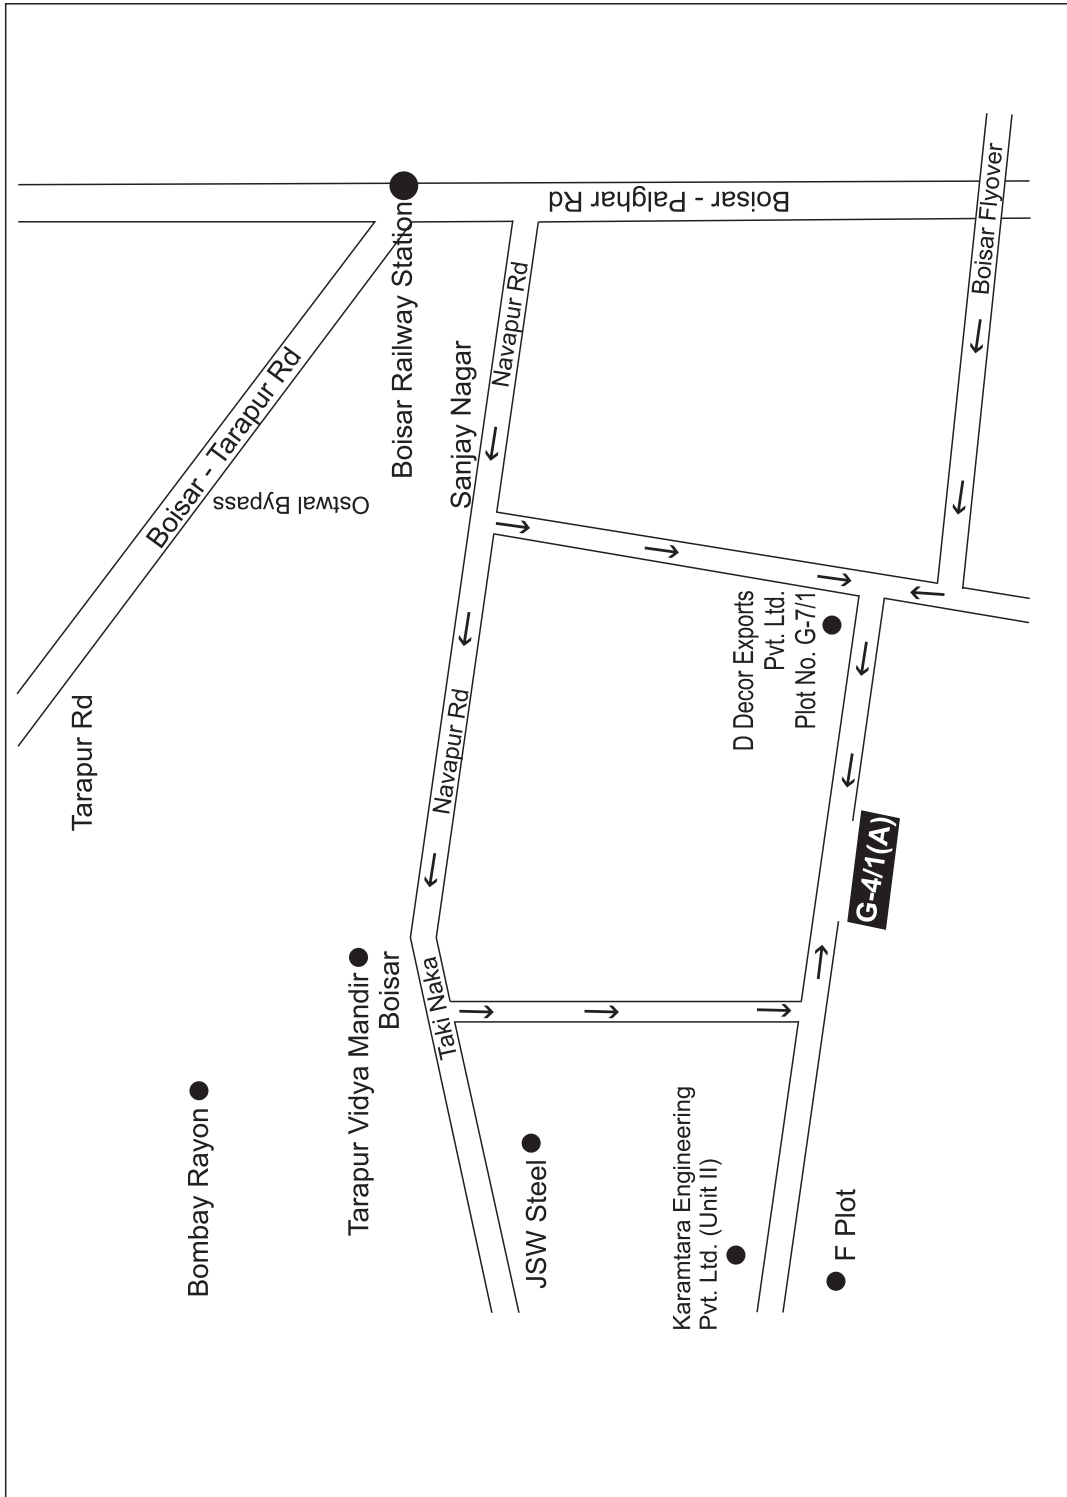 Boisar - Palghar Rd
Boisar Flyover
Boisar Railway Station
Navapur Rd
Sanjay Nagar
Boisar - Tarapur Rd
Ostwal Bypass
Tarapur Rd
Navapur Rd
D Decor Exports
Pvt. Ltd.
Plot No. G-7/1
G-4/1(A)
Tarapur Vidya Mandir
Boisar
Taki Naka
Bombay Rayon
JSW Steel
Karamtara Engineering
Pvt. Ltd. (Unit II)
F Plot